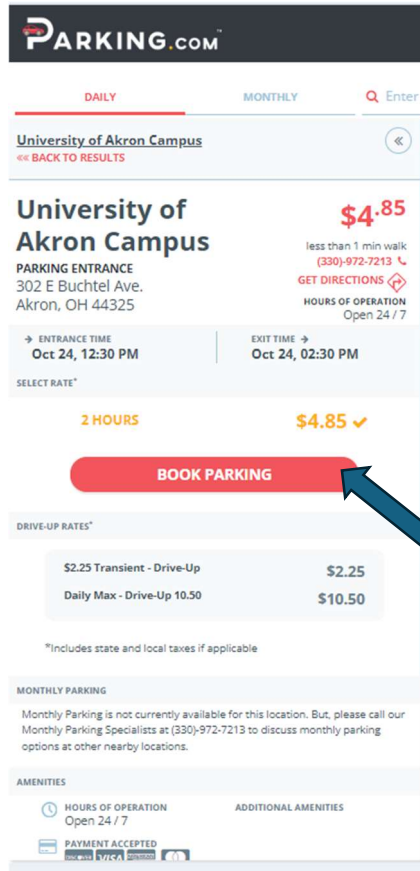 PARKING.COM™
DAILY MONTHLY Enter
University of Akron Campus
«« BACK TO RESULTS
University of
Akron Campus
PARKING ENTRANCE
302 E Buchtel Ave.
Akron, OH 44325
$4.85
less than 1 min walk
(330)-972-7213
GET DIRECTIONS
HOURS OF OPERATION
Open 24 / 7
→ ENTRANCE TIME
Oct 24, 12:30 PM
EXIT TIME →
Oct 24, 02:30 PM
SELECT RATE*
2 HOURS $4.85
BOOK PARKING
DRIVE-UP RATES*
$2.25 Transient - Drive-Up $2.25
Daily Max - Drive-Up 10.50 $10.50
*Includes state and local taxes if applicable
MONTHLY PARKING
Monthly Parking is not currently available for this location. But, please call our
Monthly Parking Specialists at (330)-972-7213 to discuss monthly parking
options at other nearby locations.
AMENITIES
HOURS OF OPERATION
Open 24 / 7
ADDITIONAL AMENITIES
PAYMENT ACCEPTED
VISA